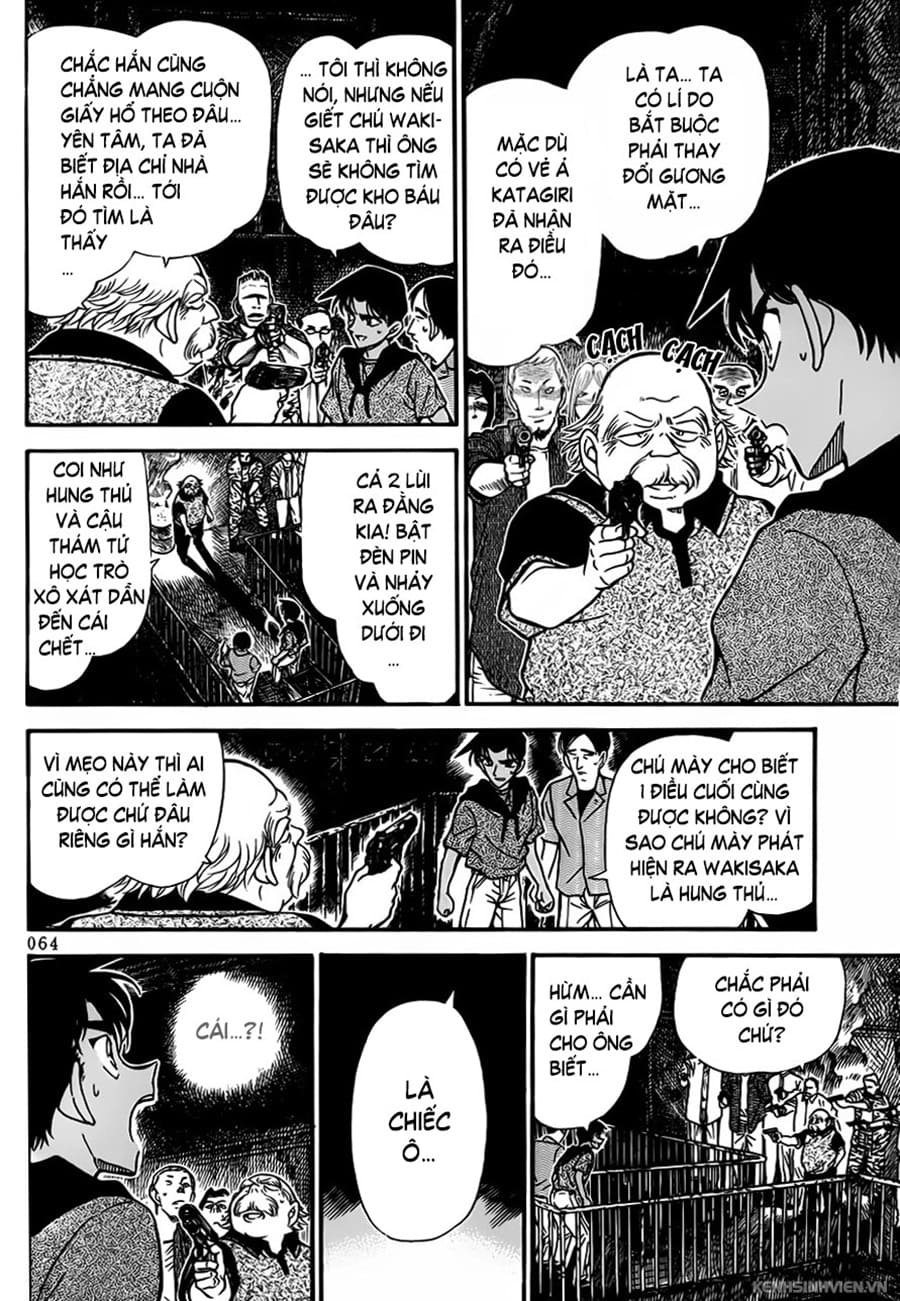 LÀ TA... TA
CÓ LÍ DO
BẮT BUỘC
PHẢI THAY
ĐỔI GƯƠNG
MẶT...
MẶC DÙ
CÓ VẺ Ả
KATAGIRI
ĐÃ NHẬN
RA ĐIỀU
ĐÓ...
CẠCH
CẠCH
... TÔI THÌ KHÔNG
NÓI, NHƯNG NẾU
GIẾT CHÚ WAKI-
SAKA THÌ ÔNG
SẼ KHÔNG TÌM
ĐƯỢC KHO BÁU
ĐÂU?
CHẮC HẮN CŨNG
CHẲNG MANG CUỘN
GIẤY HỔ THEO ĐÂU...
YÊN TÂM, TA ĐÃ
BIẾT ĐỊA CHỈ NHÀ
HẮN RỒI... TỚI
ĐÓ TÌM LÀ
THẤY
...
CẢ 2 LÙI
RA ĐẰNG
KIA! BẬT
ĐÈN PIN
VÀ NHẢY
XUỐNG
DƯỚI ĐI
...
COI NHƯ
HUNG THỦ
VÀ CẬU
THÁM TỬ
HỌC TRÒ
XÔ XÁT DẪN
ĐẾN CÁI
CHẾT...
CHÚ MÀY CHO BIẾT
1 ĐIỀU CUỐI CÙNG
ĐƯỢC KHÔNG? VÌ
SAO CHÚ MÀY PHÁT
HIỆN RA WAKISAKA
LÀ HUNG THỦ...
VÌ MẸO NÀY THÌ AI
CŨNG CÓ THỂ LÀM
ĐƯỢC CHỨ ĐÂU
RIÊNG GÌ HẮN?
064
CHẮC PHẢI
CÓ GÌ ĐÓ
CHỨ?
HỪM... CẦN
GÌ PHẢI
CHO ÔNG
BIẾT...
LÀ
CHIẾC
Ô...
CÁI...?!
KENHSINHVIEN.VN